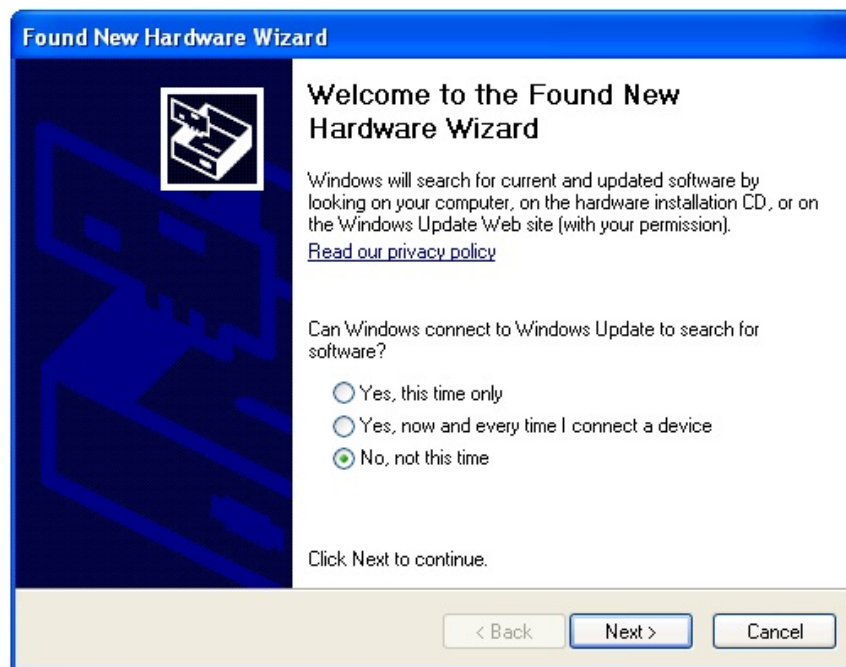 Found New Hardware Wizard
Welcome to the Found New
Hardware Wizard
Windows will search for current and updated software by
looking on your computer, on the hardware installation CD, or on
the Windows Update Web site (with your permission).
Read our privacy policy
Can Windows connect to Windows Update to search for
software?
Yes, this time only
Yes, now and every time I connect a device
No, not this time
Click Next to continue.
< Back
Next >
Cancel